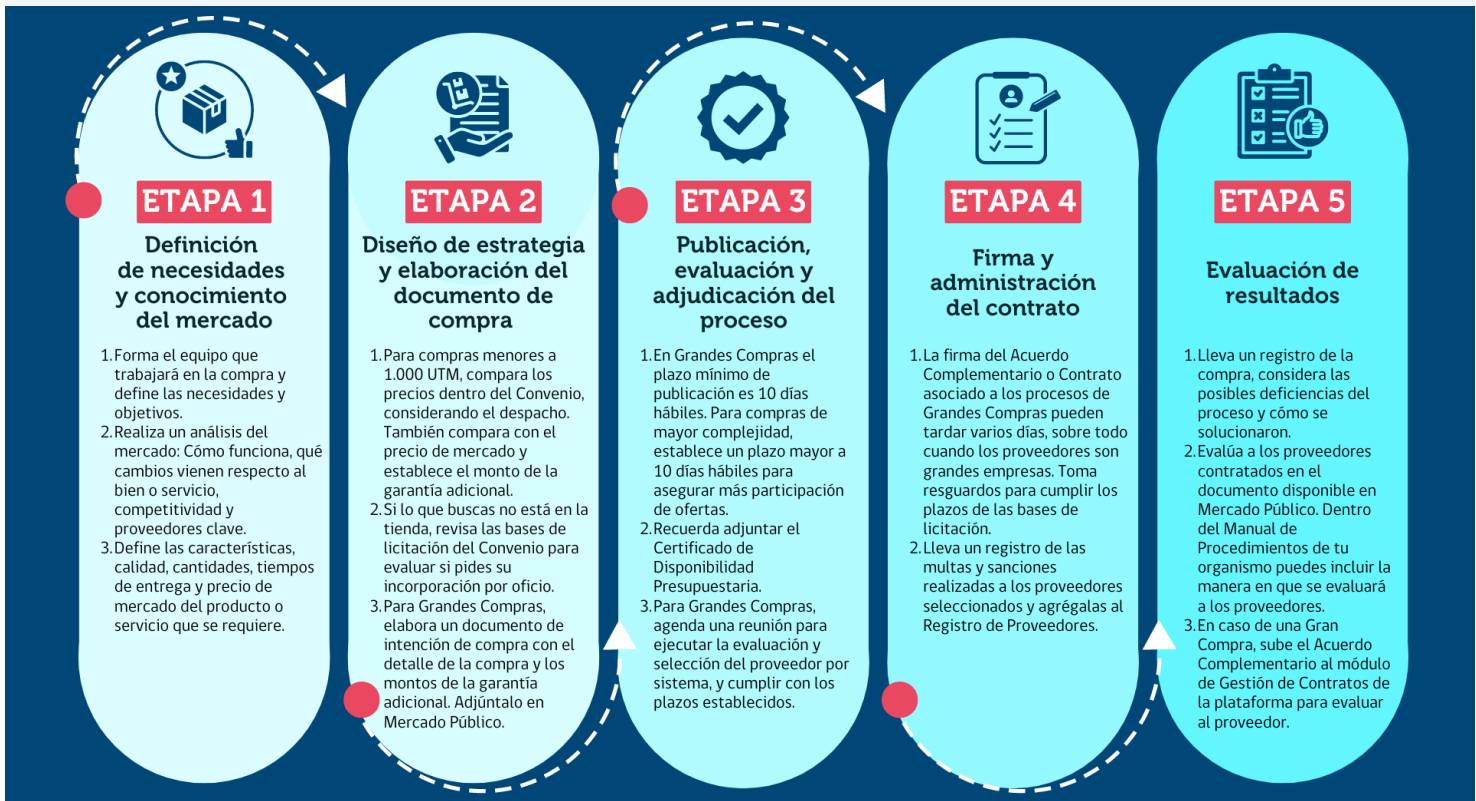 ETAPA 1
Definición
de necesidades
y conocimiento
del mercado
1. Forma el equipo que
trabajará en la compra y
define las necesidades y
objetivos.
2. Realiza un análisis del
mercado: Cómo funciona, qué
cambios vienen respecto al
bien o servicio,
competitividad y
proveedores clave.
3. Define las características,
calidad, cantidades, tiempos
de entrega y precio de
mercado del producto o
servicio que se requiere.
ETAPA 2
Diseño de estrategia
y elaboración del
documento de
compra
1. Para compras menores a
1.000 UTM, compara los
precios dentro del Convenio,
considerando el despacho.
También compara con el
precio de mercado y
establece el monto de la
garantía adicional.
2. Si lo que buscas no está en la
tienda, revisa las bases de
licitación del Convenio para
evaluar si pides su
incorporación por oficio.
3. Para Grandes Compras,
elabora un documento de
intención de compra con el
detalle de la compra y los
montos de la garantía
adicional. Adjúntalo en
Mercado Público.
ETAPA 3
Publicación,
evaluación y
adjudicación del
proceso
1. En Grandes Compras el
plazo mínimo de
publicación es 10 días
hábiles. Para compras de
mayor complejidad,
establece un plazo mayor a
10 días hábiles para
asegurar más participación
de ofertas.
2. Recuerda adjuntar el
Certificado de
Disponibilidad
Presupuestaria.
3. Para Grandes Compras,
agenda una reunión para
ejecutar la evaluación y
selección del proveedor por
sistema, y cumplir con los
plazos establecidos.
ETAPA 4
Firma y
administración
del contrato
1. La firma del Acuerdo
Complementario o Contrato
asociado a los procesos de
Grandes Compras pueden
tardar varios días, sobre todo
cuando los proveedores son
grandes empresas. Toma
resguardos para cumplir los
plazos de las bases de
licitación.
2. Lleva un registro de las
multas y sanciones
realizadas a los proveedores
seleccionados y agrégalas al
Registro de Proveedores.
ETAPA 5
Evaluación de
resultados
1. Lleva un registro de la
compra, considera las
posibles deficiencias del
proceso y cómo se
solucionaron.
2. Evalúa a los proveedores
contratados en el
documento disponible en
Mercado Público. Dentro
del Manual de
Procedimientos de tu
organismo puedes incluir la
manera en que se evaluará
a los proveedores.
3. En caso de una Gran
Compra, sube el Acuerdo
Complementario al módulo
de Gestión de Contratos de
la plataforma para evaluar
al proveedor.